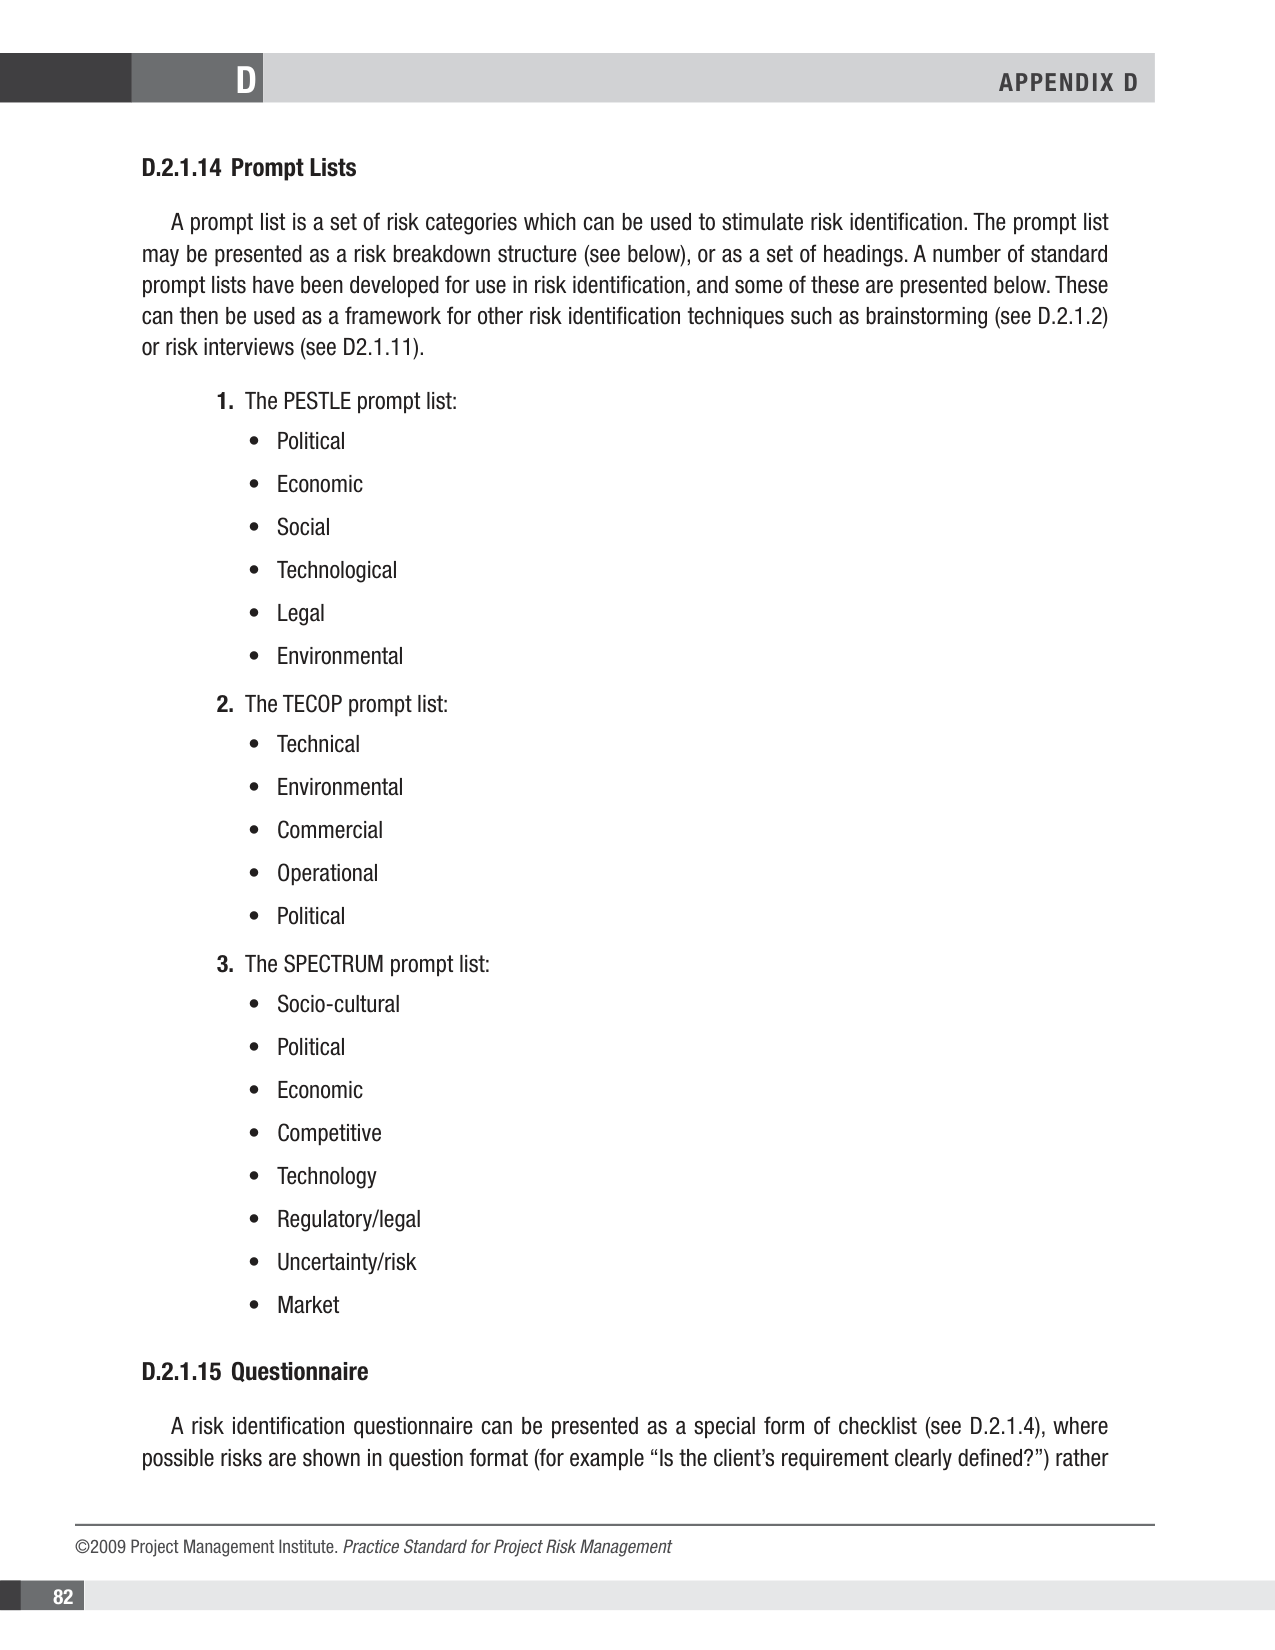 D
APPENDIX D
D.2.1.14 Prompt Lists
A prompt list is a set of risk categories which can be used to stimulate risk identification. The prompt list
may be presented as a risk breakdown structure (see below), or as a set of headings. A number of standard
prompt lists have been developed for use in risk identification, and some of these are presented below. These
can then be used as a framework for other risk identification techniques such as brainstorming (see D.2.1.2)
or risk interviews (see D2.1.11).
1. The PESTLE prompt list:
• Political
• Economic
• Social
• Technological
• Legal
• Environmental
2. The TECOP prompt list:
• Technical
• Environmental
• Commercial
• Operational
• Political
3. The SPECTRUM prompt list:
• Socio-cultural
• Political
• Economic
• Competitive
• Technology
• Regulatory/legal
• Uncertainty/risk
• Market
D.2.1.15 Questionnaire
A risk identification questionnaire can be presented as a special form of checklist (see D.2.1.4), where
possible risks are shown in question format (for example “Is the client’s requirement clearly defined?”) rather
©2009 Project Management Institute. Practice Standard for Project Risk Management
82